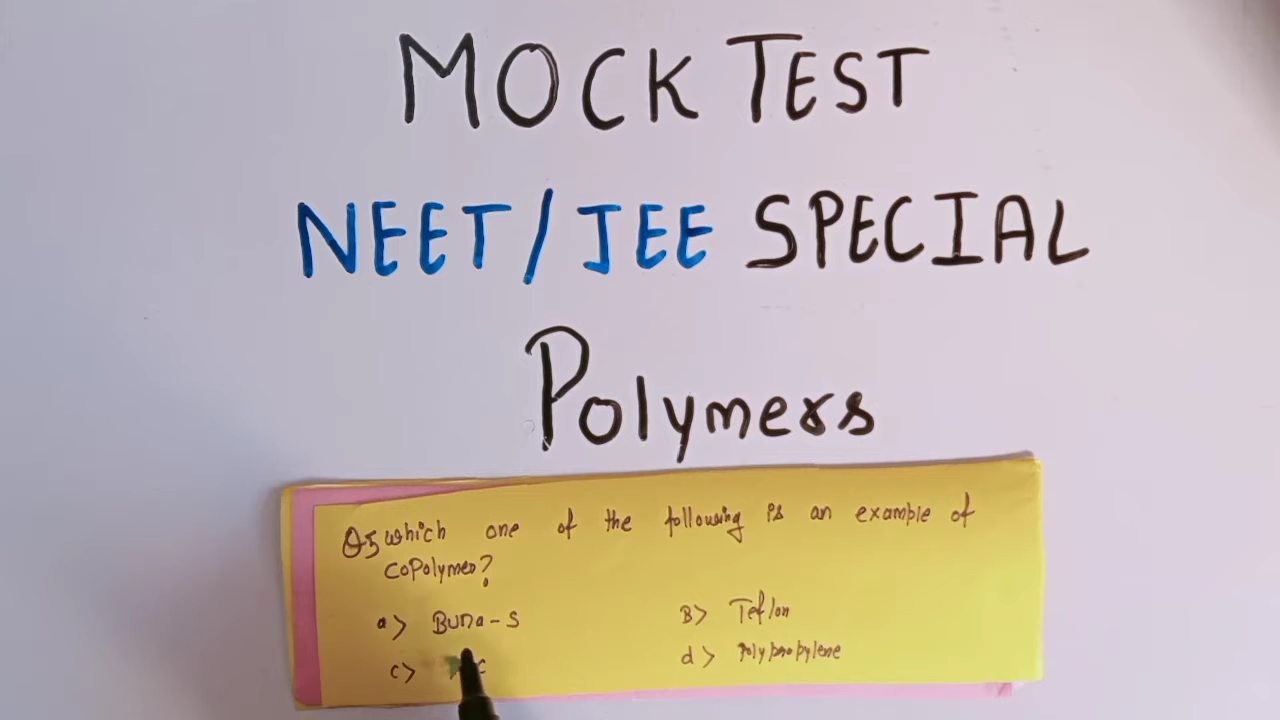 MOCK TEST
NEET/JEE SPECIAL
Polymers
Q5 which one of the following is an example of
coPolymer?
a> Buna-S B> Teflon
c> d> Polypropylene